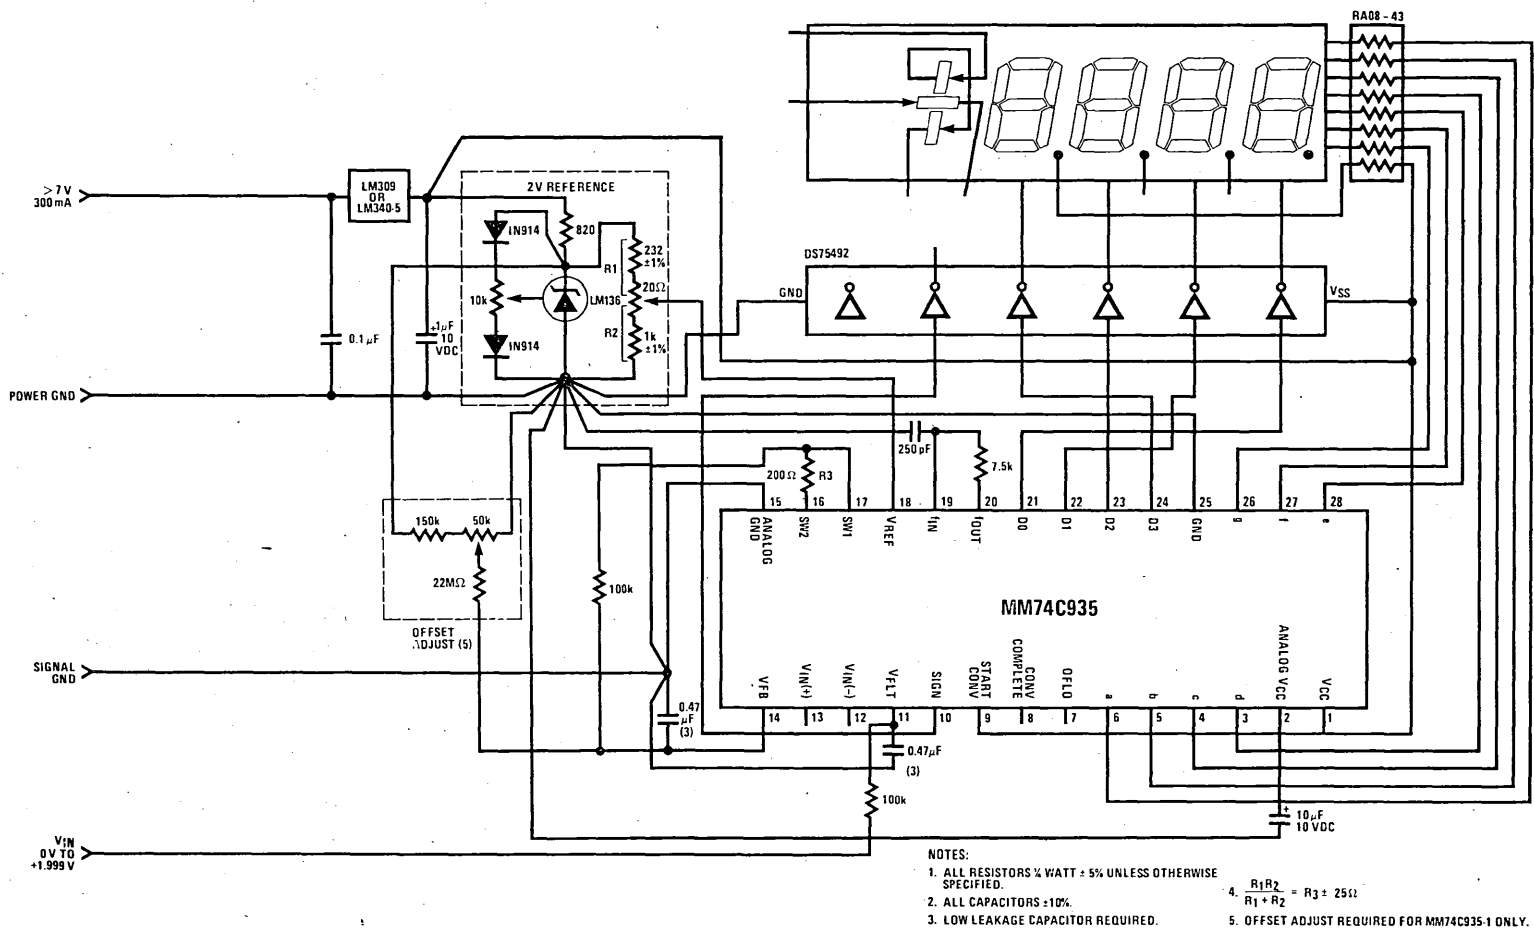 RA08-43
>7V
300mA
LM309
OR
LM340-5
2V REFERENCE
IN914
820
232
±1%
R1
DS75492
GND
VSS
10k
LM136
20Ω
0.1µF
+1µF
10
VDC
IN914
R2
1k
±1%
POWER GND
250pF
7.5k
200Ω
R3
15 16 17 18 19 20 21 22 23 24 25 26 27 28
ANALOG
GND
SW2
SW1
VREF
fIN
fOUT
D0
D1
D2
D3
GND
g
f
e
150k
50k
22MΩ
100k
OFFSET
ADJUST (5)
MM74C935
SIGNAL
GND
VFB
VIN(+)
VIN(-)
VFLT
SIGN
START
CONV
CONV
COMPLETE
OFLO
a
b
c
d
ANALOG VCC
VCC
14 13 12 11 10 9 8 7 6 5 4 3 2 1
0.47
µF
(3)
0.47µF
(3)
100k
+
10µF
10 VDC
VIN
0V TO
+1.999 V
NOTES:
1. ALL RESISTORS ¼ WATT ± 5% UNLESS OTHERWISE
SPECIFIED.
2. ALL CAPACITORS ±10%.
3. LOW LEAKAGE CAPACITOR REQUIRED.
4. R1R2 / R1 + R2 = R3 ± 25Ω
5. OFFSET ADJUST REQUIRED FOR MM74C935-1 ONLY.